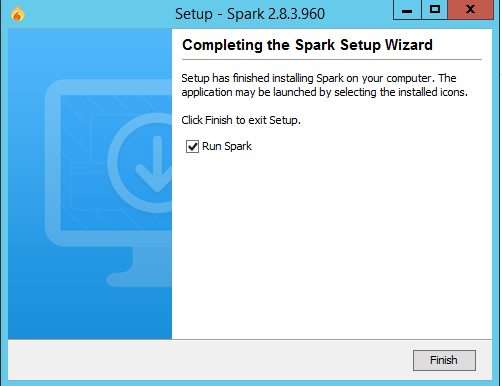 Setup - Spark 2.8.3.960
Completing the Spark Setup Wizard
Setup has finished installing Spark on your computer. The
application may be launched by selecting the installed icons.
Click Finish to exit Setup.
Run Spark
Finish